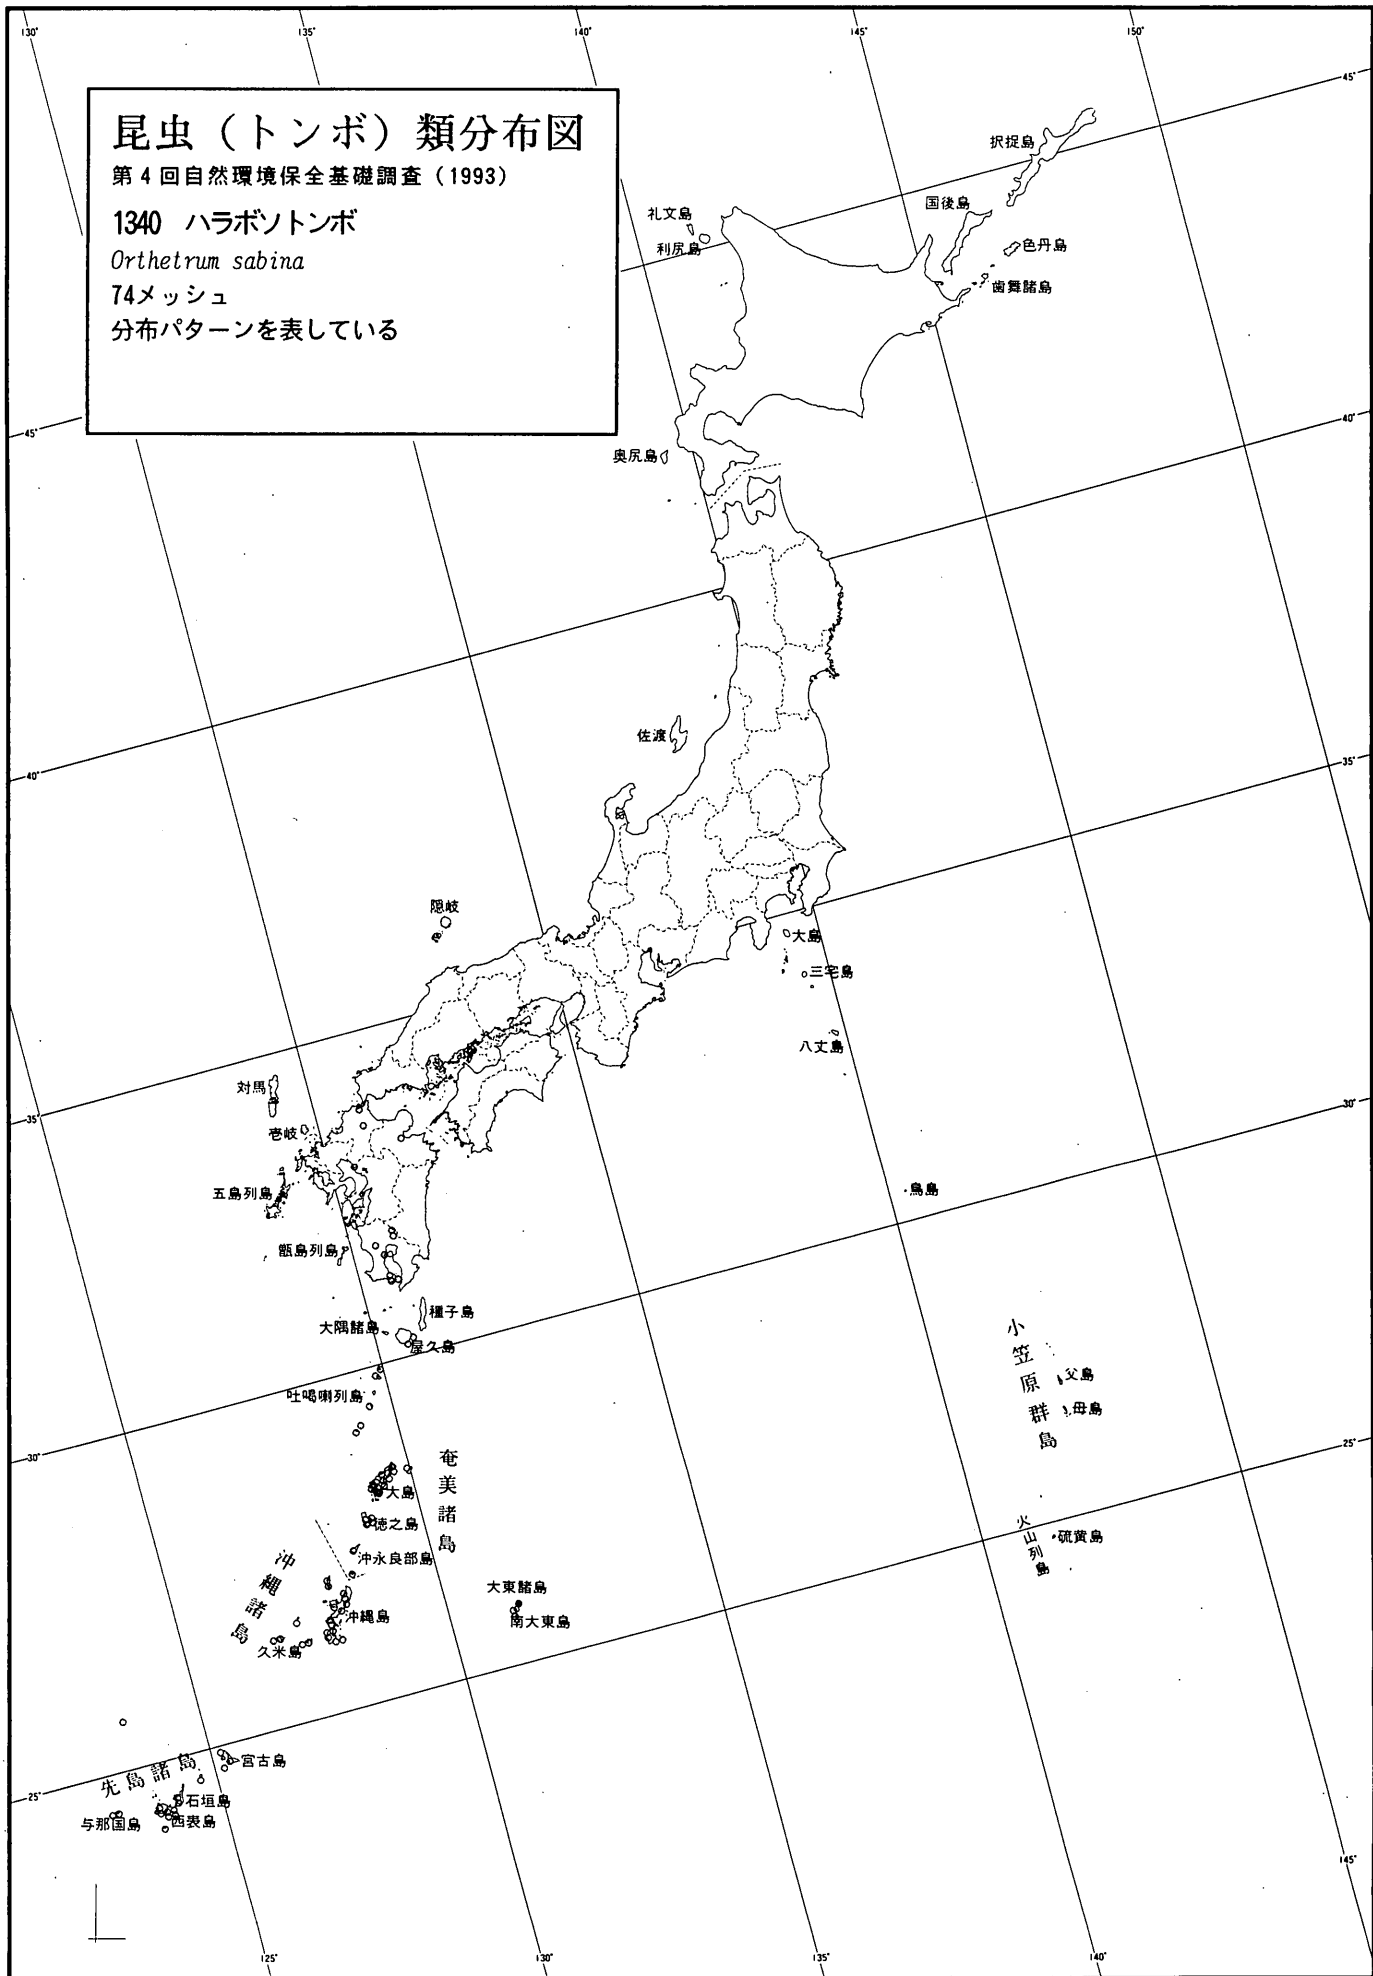 昆虫（トンボ）類分布図
第4回自然環境保全基礎調査（1993）
1340 ハラボソトンボ
Orthetrum sabina
74メッシュ
分布パターンを表している
130°
135°
140°
145°
150°
45°
択捉島
国後島
礼文島
利尻島
色丹島
歯舞諸島
45°
40°
奥尻島
佐渡
40°
35°
隠岐
大島
三宅島
八丈島
対馬
35°
30°
壱岐
五島列島
鳥島
甑島列島
種子島
大隅諸島
屋久島
小笠原群島
父島
吐噶喇列島
母島
30°
25°
奄美諸島
大島
徳之島
火山列島
硫黄島
沖永良部島
沖縄諸島
大東諸島
沖縄島
南大東島
久米島
宮古島
先島諸島
25°
石垣島
与那国島
西表島
145°
125°
130°
135°
140°